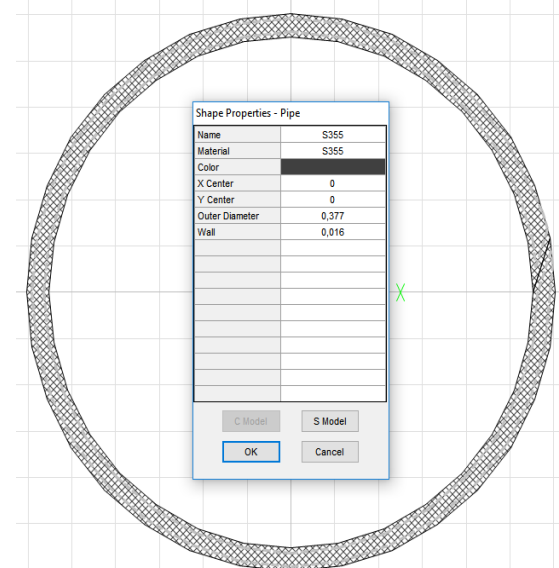 Shape Properties - Pipe
Name S355
Material S355
Color
X Center 0
Y Center 0
Outer Diameter 0,377
Wall 0,016
C Model S Model
OK Cancel
X